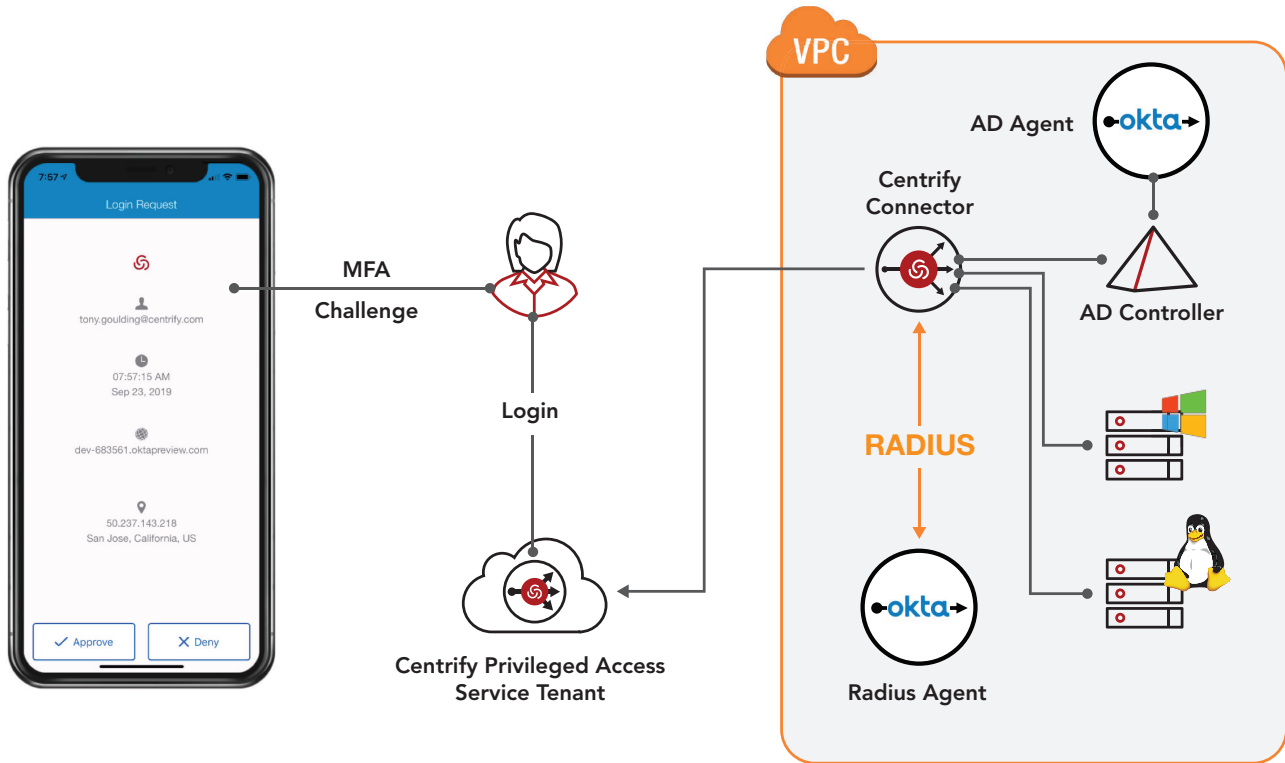 7:57
Login Request
tony.goulding@centrify.com
07:57:15 AM
Sep 23, 2019
dev-683561.oktapreview.com
50.237.143.218
San Jose, California, US
Approve
Deny
MFA
Challenge
Login
Centrify Privileged Access
Service Tenant
VPC
AD Agent
okta
Centrify
Connector
AD Controller
RADIUS
okta
Radius Agent